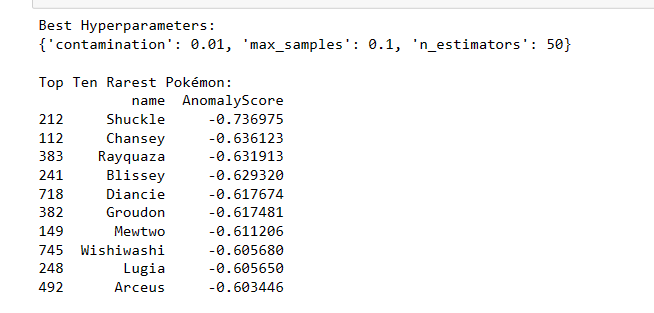 Best Hyperparameters:
{'contamination': 0.01, 'max_samples': 0.1, 'n_estimators': 50}
Top Ten Rarest Pokémon:
name AnomalyScore
212 Shuckle -0.736975
112 Chansey -0.636123
383 Rayquaza -0.631913
241 Blissey -0.629320
718 Diancie -0.617674
382 Groudon -0.617481
149 Mewtwo -0.611206
745 Wishiwashi -0.605680
248 Lugia -0.605650
492 Arceus -0.603446